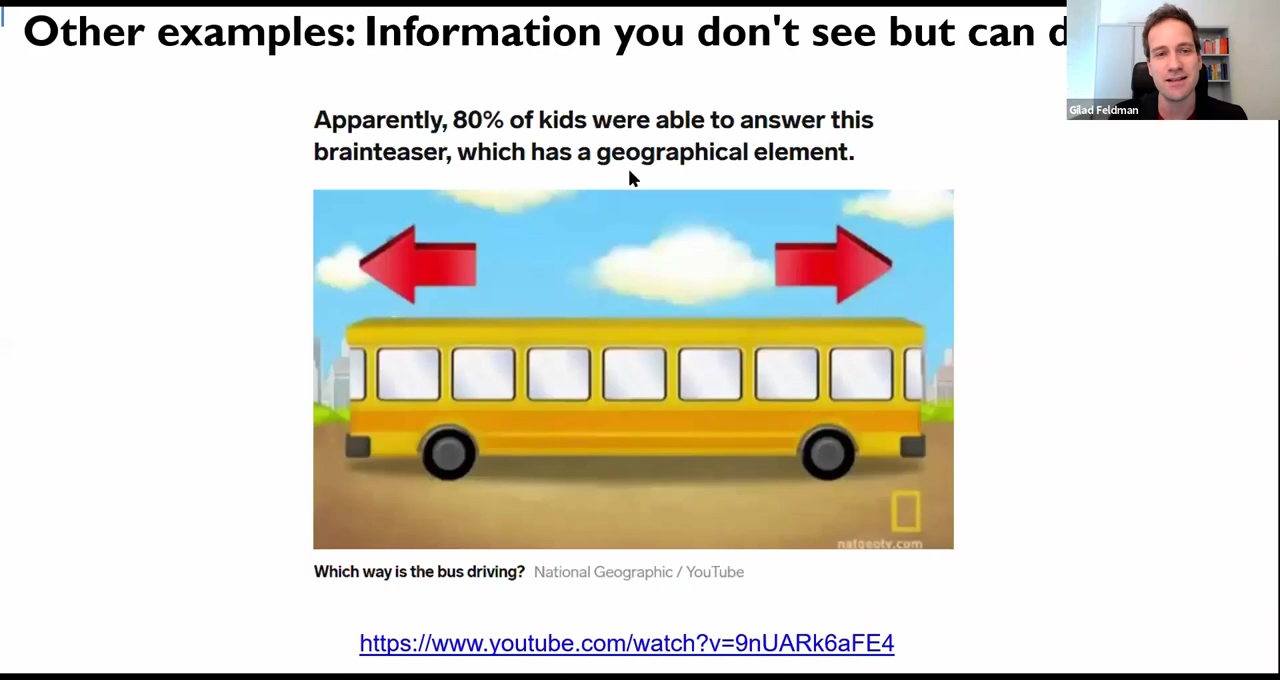 Other examples: Information you don't see but can d
Gilad Feldman
Apparently, 80% of kids were able to answer this
brainteaser, which has a geographical element.
natgeotv.com
Which way is the bus driving? National Geographic / YouTube
https://www.youtube.com/watch?v=9nUARk6aFE4